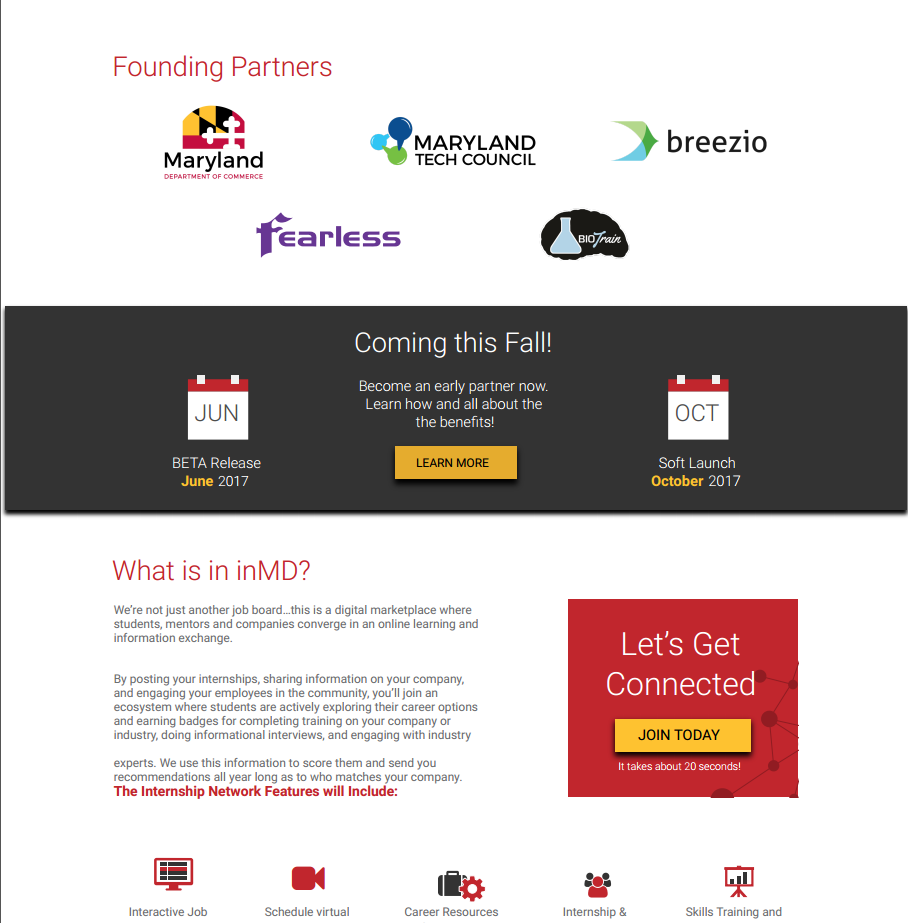 Founding Partners
Maryland
DEPARTMENT OF COMMERCE
MARYLAND
TECH COUNCIL
breezio
fearless
BIO Train
Coming this Fall!
JUN
BETA Release
June 2017
Become an early partner now.
Learn how and all about the
the benefits!
LEARN MORE
OCT
Soft Launch
October 2017
What is in inMD?
We're not just another job board…this is a digital marketplace where
students, mentors and companies converge in an online learning and
information exchange.
By posting your internships, sharing information on your company,
and engaging your employees in the community, you'll join an
ecosystem where students are actively exploring their career options
and earning badges for completing training on your company or
industry, doing informational interviews, and engaging with industry
experts. We use this information to score them and send you
recommendations all year long as to who matches your company.
The Internship Network Features will Include:
Let's Get
Connected
JOIN TODAY
It takes about 20 seconds!
Interactive Job
Schedule virtual
Career Resources
Internship &
Skills Training and